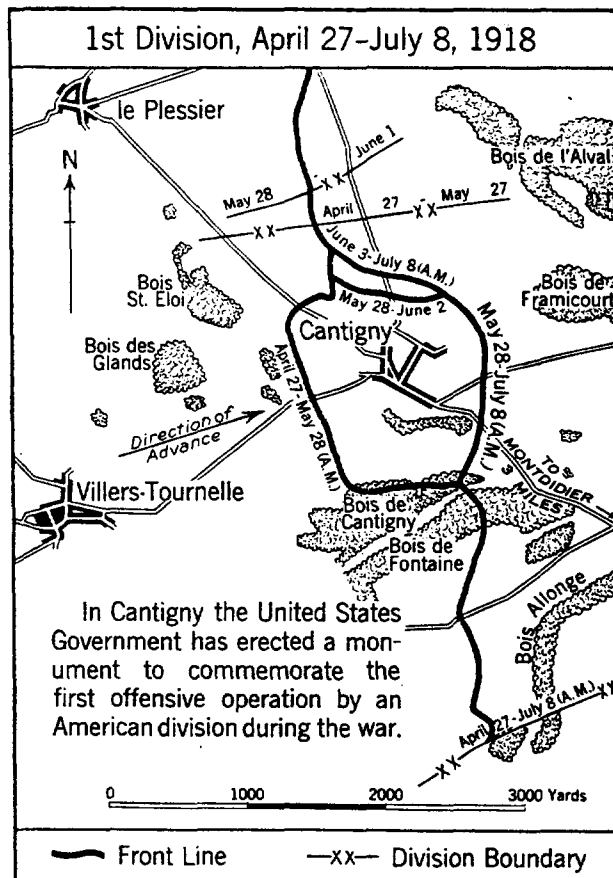 1st Division, April 27–July 8, 1918
le Plessier
N
May 28
June 1
April 27
May 27
Bois de l'Alval
June 3-July 8 (A.M.)
Bois
St. Eloi
May 28-June 2
Bois de
Framicourt
Cantigny
Bois des
Glands
April 27-May 28 (A.M.)
May 28-July 8 (A.M.)
Direction of
Advance
TO
MONTDIDIER
3 MILES
Villers-Tournelle
Bois de
Cantigny
Bois de
Fontaine
Bois Allonge
In Cantigny the United States
Government has erected a mon-
ument to commemorate the
first offensive operation by an
American division during the war.
April 27-July 8 (A.M.)
0 1000 2000 3000 Yards
Front Line
XX Division Boundary